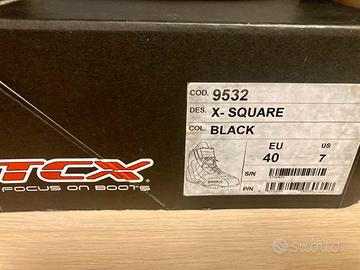 COD. 9532
DES. X- SQUARE
COL. BLACK
EU US
40 7
S/N
P/N
TCX
FOCUS ON BOOTS
subito